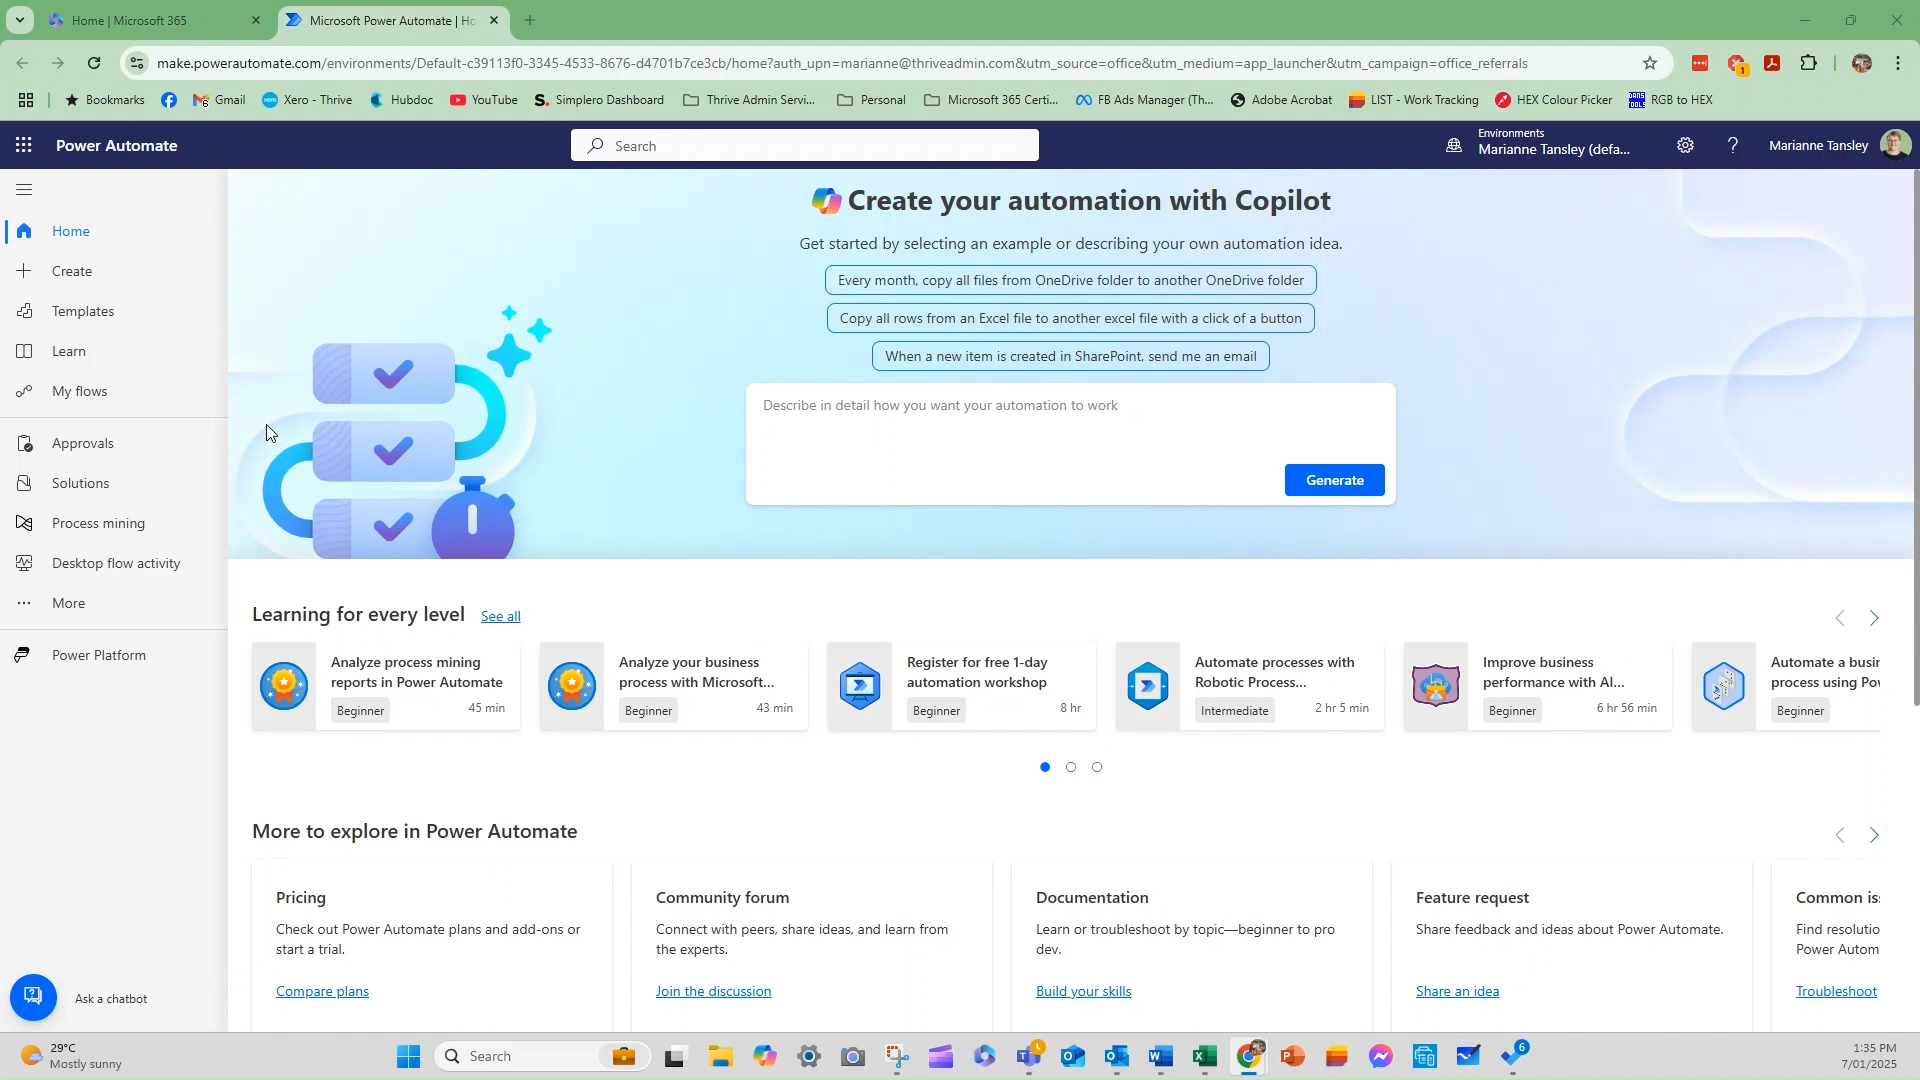 Home | Microsoft 365
Microsoft Power Automate | Ho
make.powerautomate.com/environments/Default-c39113f0-3345-4533-8676-d4701b7ce3cb/home?auth_upn=marianne@thriveadmin.com&utm_source=office&utm_medium=app_launcher&utm_campaign=office_referrals
1
Bookmarks
Gmail
Xero - Thrive
Hubdoc
YouTube
Simplero Dashboard
Thrive Admin Servi...
Personal
Microsoft 365 Certi...
FB Ads Manager (Th...
Adobe Acrobat
LIST - Work Tracking
HEX Colour Picker
RGB to HEX
Power Automate
Search
Environments
Marianne Tansley (defa...
Marianne Tansley
Home
Create
Templates
Learn
My flows
Approvals
Solutions
Process mining
Desktop flow activity
More
Power Platform
Ask a chatbot
Create your automation with Copilot
Get started by selecting an example or describing your own automation idea.
Every month, copy all files from OneDrive folder to another OneDrive folder
Copy all rows from an Excel file to another excel file with a click of a button
When a new item is created in SharePoint, send me an email
Describe in detail how you want your automation to work
Generate
Learning for every level
See all
Analyze process mining
reports in Power Automate
Beginner
45 min
Analyze your business
process with Microsoft...
Beginner
43 min
Register for free 1-day
automation workshop
Beginner
8 hr
Automate processes with
Robotic Process...
Intermediate
2 hr 5 min
Improve business
performance with AI...
Beginner
6 hr 56 min
Automate a busin
process using Pow
Beginner
More to explore in Power Automate
Pricing
Check out Power Automate plans and add-ons or
start a trial.
Compare plans
Community forum
Connect with peers, share ideas, and learn from
the experts.
Join the discussion
Documentation
Learn or troubleshoot by topic—beginner to pro
dev.
Build your skills
Feature request
Share feedback and ideas about Power Automate.
Share an idea
Common iss
Find resolutio
Power Autom
Troubleshoot
29°C
Mostly sunny
Search
6
1:35 PM
7/01/2025